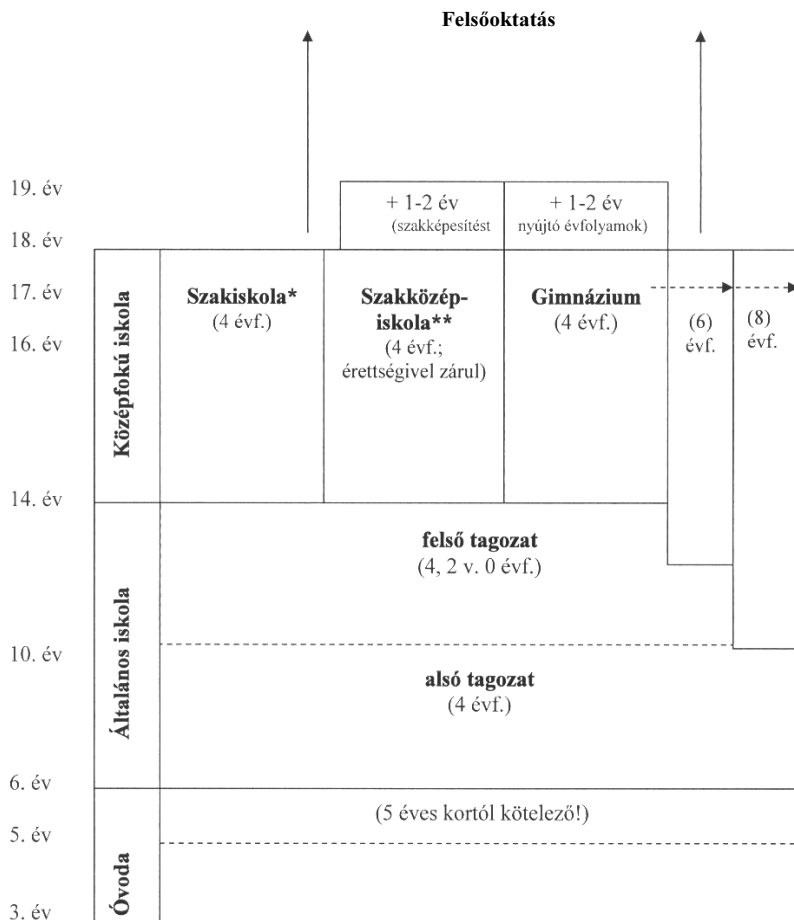 Felsőoktatás
19. év
+ 1-2 év
(szakképesítést
+ 1-2 év
nyújtó évfolyamok)
18. év
17. év
16. év
Középfokú iskola
Szakiskola*
(4 évf.)
Szakközép-
iskola**
(4 évf.;
érettségivel zárul)
Gimnázium
(4 évf.)
(6)
évf.
(8)
évf.
14. év
Általános iskola
felső tagozat
(4, 2 v. 0 évf.)
10. év
alsó tagozat
(4 évf.)
6. év
Óvoda
(5 éves kortól kötelező!)
5. év
3. év